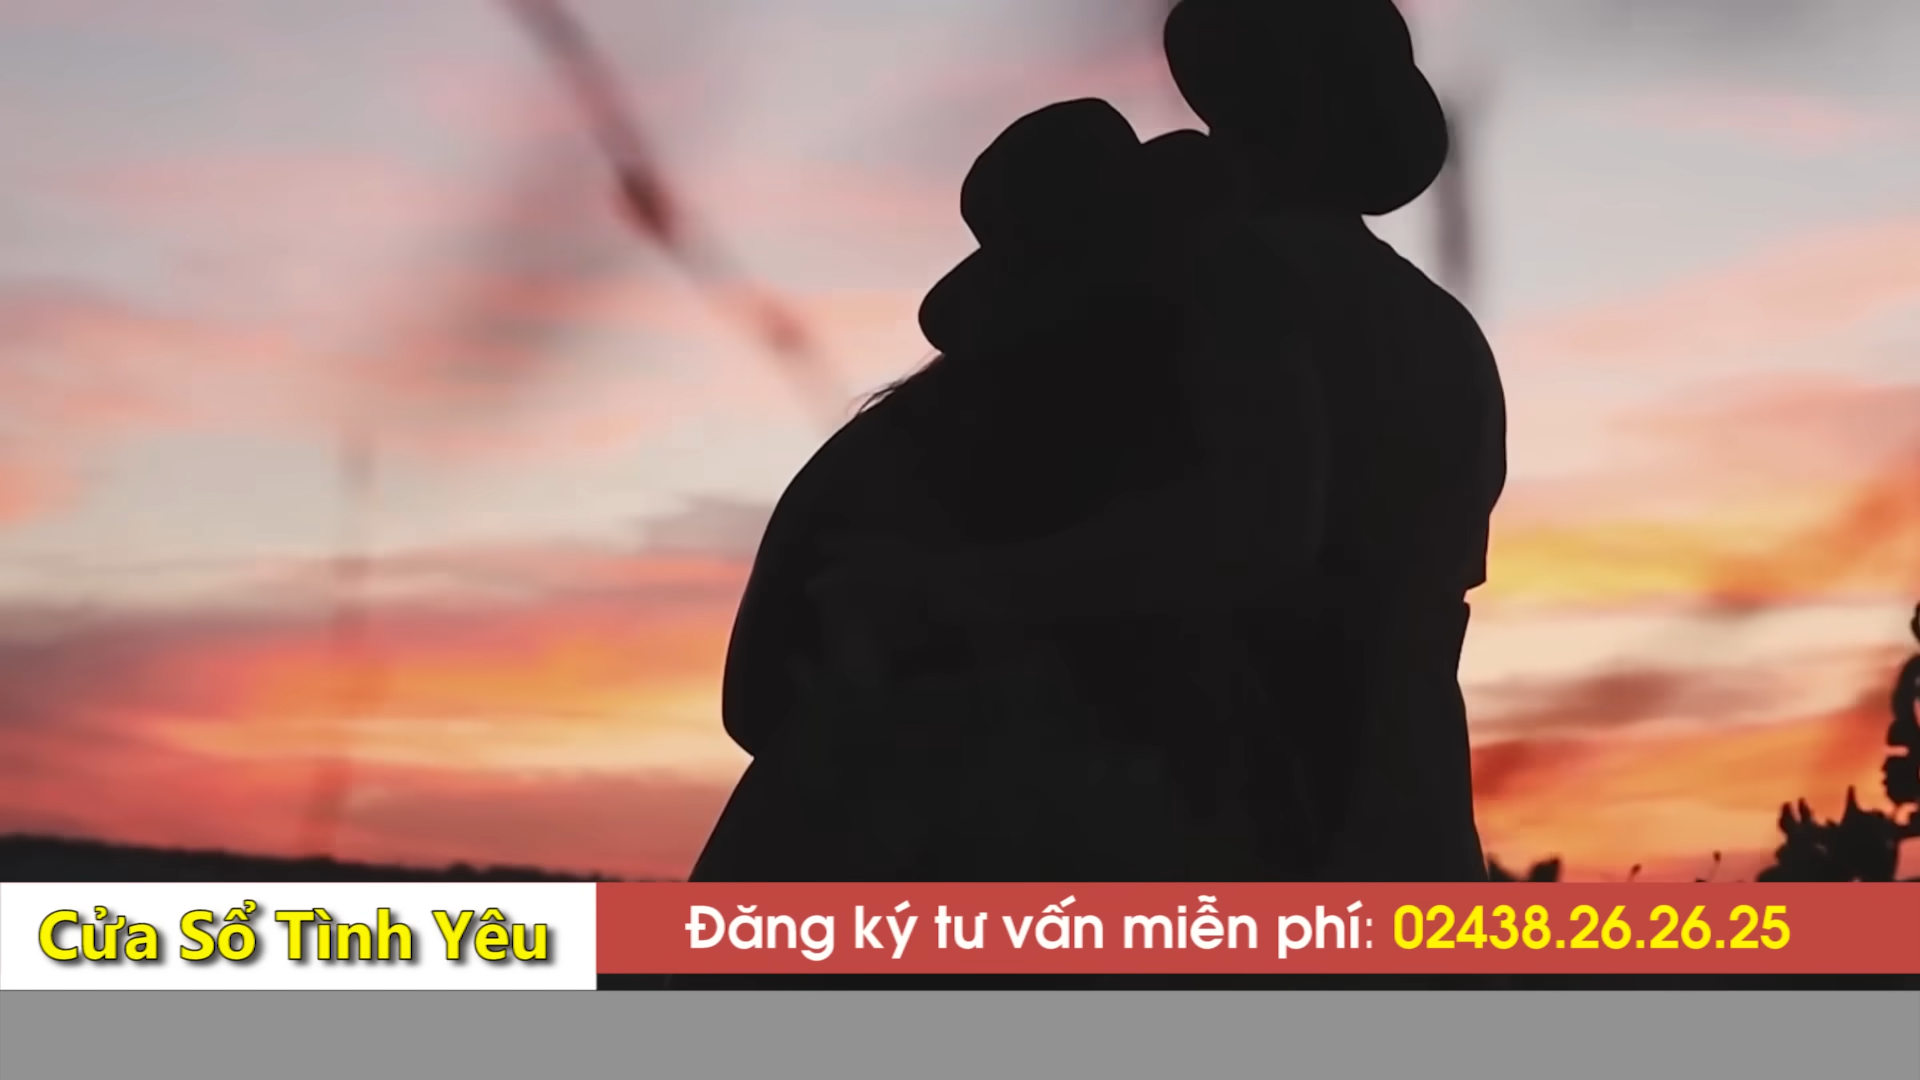 Cửa Sổ Tình Yêu
Đăng ký tư vấn miễn phí: 02438.26.26.25